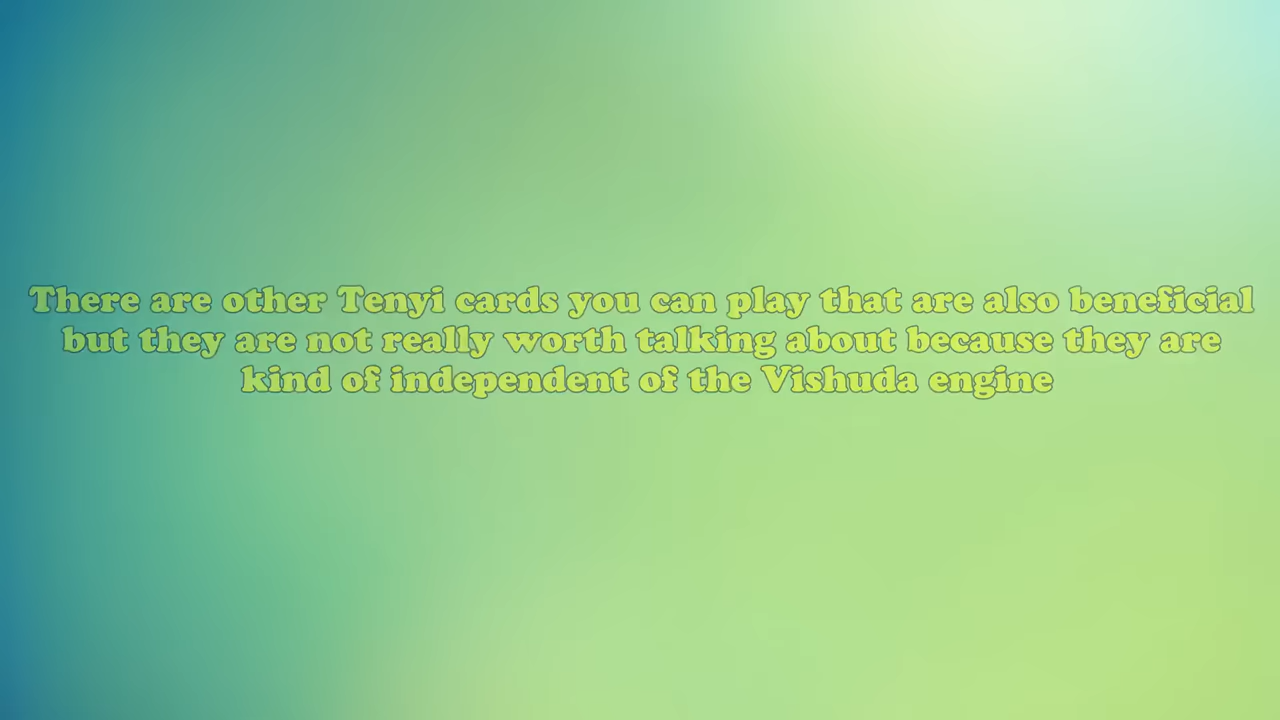 There are other Tenyi cards you can play that are also beneficial
but they are not really worth talking about because they are
kind of independent of the Vishuda engine